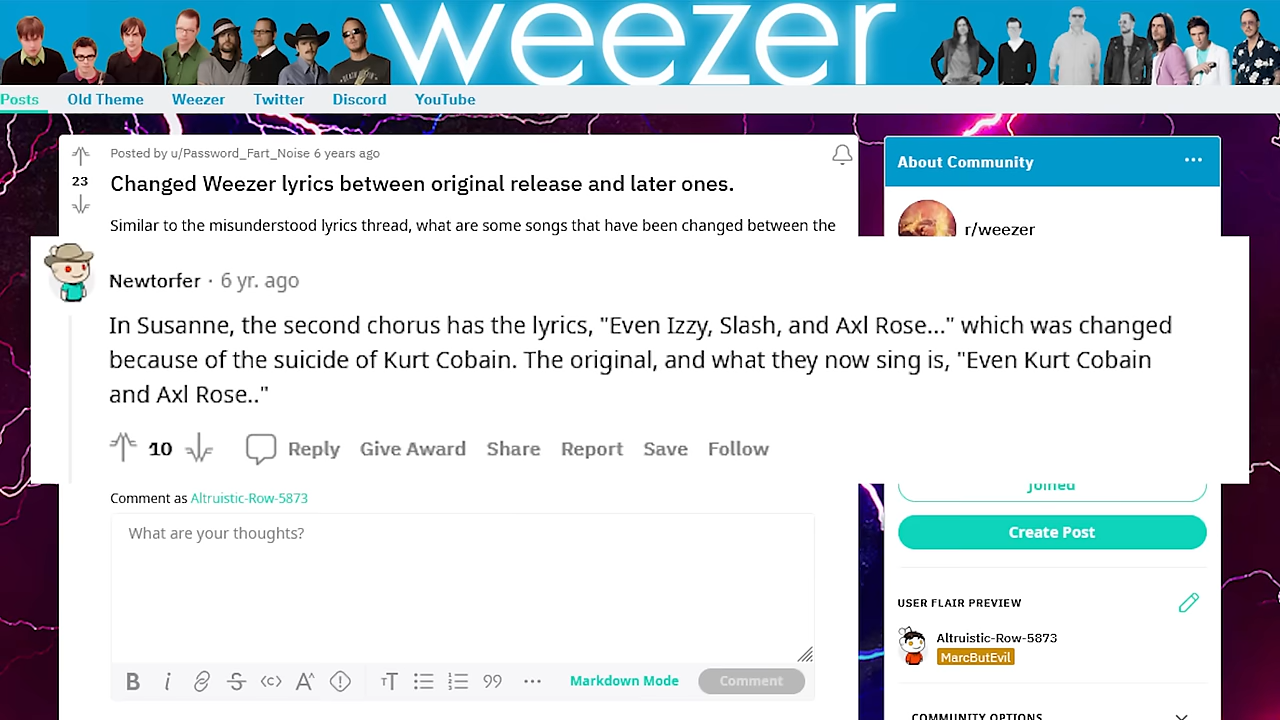 weezer
Posts Old Theme Weezer Twitter Discord YouTube
Posted by u/Password_Fart_Noise 6 years ago
23
Changed Weezer lyrics between original release and later ones.
Similar to the misunderstood lyrics thread, what are some songs that have been changed between the
About Community
r/weezer
Newtorfer · 6 yr. ago
In Susanne, the second chorus has the lyrics, "Even Izzy, Slash, and Axl Rose..." which was changed
because of the suicide of Kurt Cobain. The original, and what they now sing is, "Even Kurt Cobain
and Axl Rose.."
10 Reply Give Award Share Report Save Follow
Comment as Altruistic-Row-5873
What are your thoughts?
B i <c> A^ tT 99 ... Markdown Mode Comment
Joined
Create Post
USER FLAIR PREVIEW
Altruistic-Row-5873
MarcButEvil
COMMUNITY OPTIONS